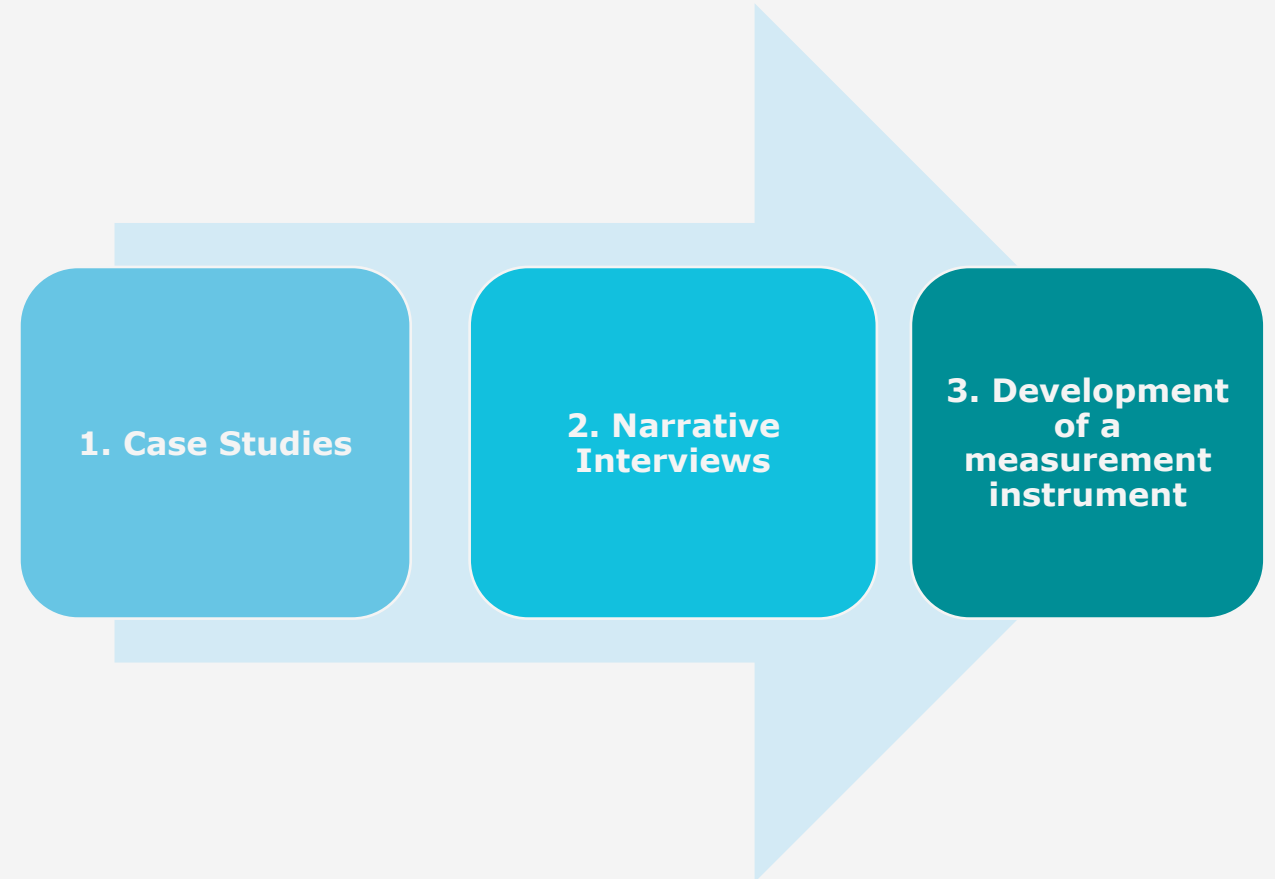 1. Case Studies
2. Narrative
Interviews
3. Development
of a
measurement
instrument